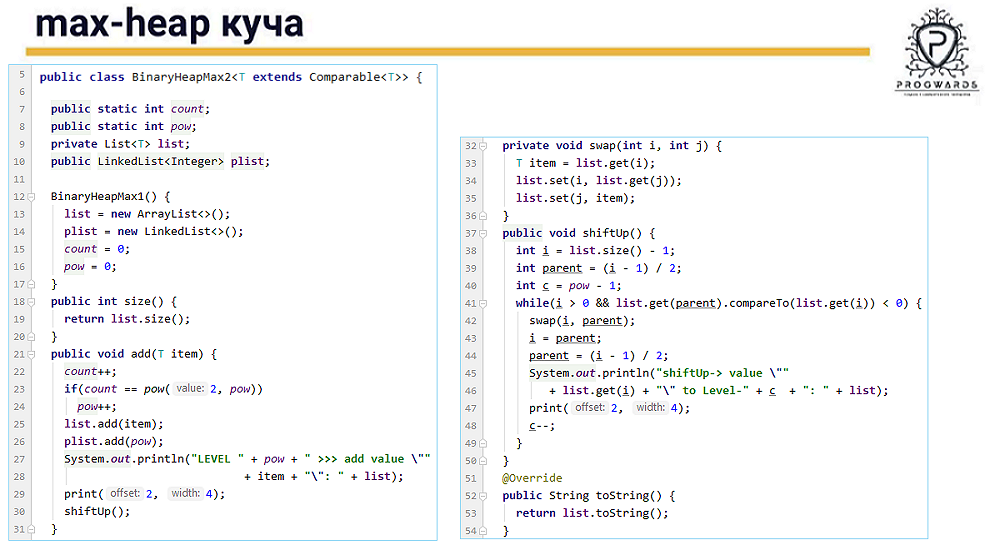 max-heap куча
PROGWARDS
5 public class BinaryHeapMax2<T extends Comparable<T>> {
6
7 public static int count;
8 public static int pow;
9 private List<T> list;
10 public LinkedList<Integer> plist;
11
12 BinaryHeapMax1() {
13 list = new ArrayList<>();
14 plist = new LinkedList<>();
15 count = 0;
16 pow = 0;
17 }
18 public int size() {
19 return list.size();
20 }
21 public void add(T item) {
22 count++;
23 if(count == pow( value: 2, pow))
24 pow++;
25 list.add(item);
26 plist.add(pow);
27 System.out.println("LEVEL " + pow + " >>> add value \""
28 + item + "\": " + list);
29 print( offset: 2, width: 4);
30 shiftUp();
31 }
32 private void swap(int i, int j) {
33 T item = list.get(i);
34 list.set(i, list.get(j));
35 list.set(j, item);
36 }
37 public void shiftUp() {
38 int i = list.size() - 1;
39 int parent = (i - 1) / 2;
40 int c = pow - 1;
41 while(i > 0 && list.get(parent).compareTo(list.get(i)) < 0) {
42 swap(i, parent);
43 i = parent;
44 parent = (i - 1) / 2;
45 System.out.println("shiftUp-> value \""
46 + list.get(i) + "\" to Level-" + c + ": " + list);
47 print( offset: 2, width: 4);
48 c--;
49 }
50 }
51 @Override
52 public String toString() {
53 return list.toString();
54 }